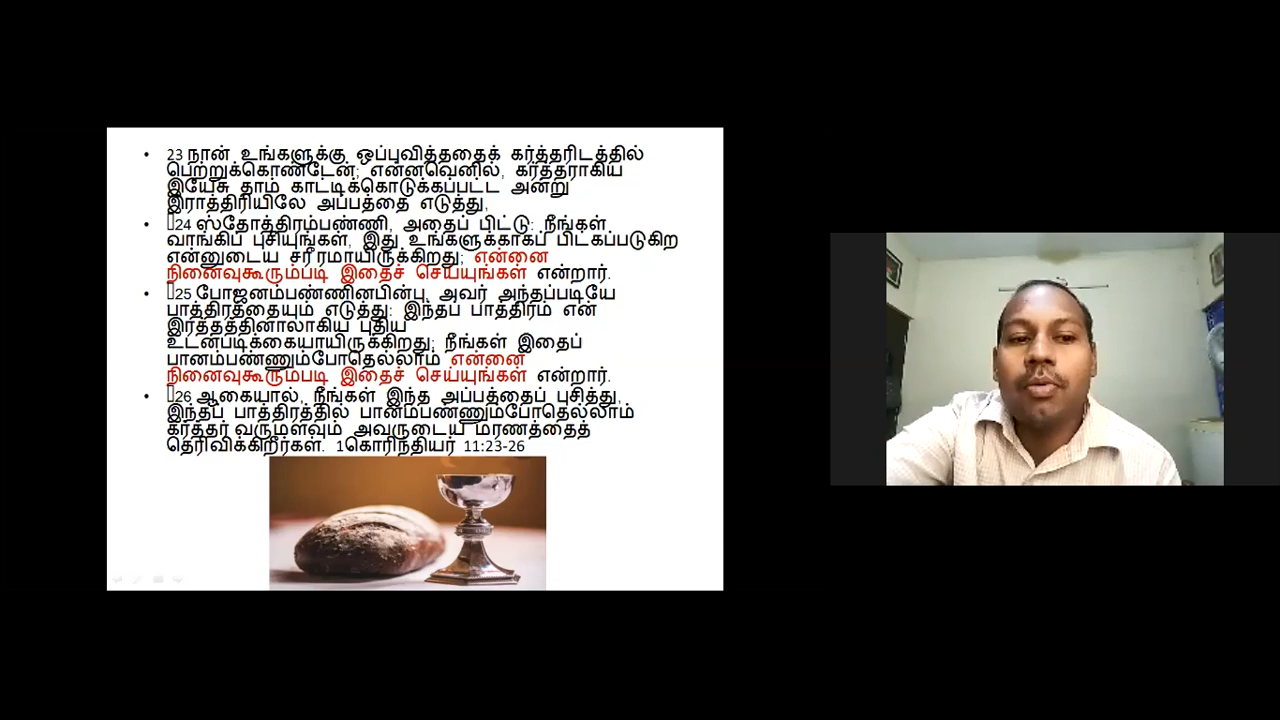 • 23 நான் உங்களுக்கு ஒப்புவித்ததைக் கர்த்தரிடத்தில்
பெற்றுக்கொண்டேன்; என்னவெனில், கர்த்தராகிய
இயேசு தாம் காட்டிக்கொடுக்கப்பட்ட அன்று
இராத்திரியிலே அப்பத்தை எடுத்து,
• 24 ஸ்தோத்திரம்பண்ணி, அதைப் பிட்டு: நீங்கள்
வாங்கிப் புசியுங்கள், இது உங்களுக்காகப் பிட்கப்படுகிற
என்னுடைய சரீரமாயிருக்கிறது; என்னை
நினைவுகூரும்படி இதைச் செய்யுங்கள் என்றார்.
• 25 போஜனம்பண்ணினபின்பு, அவர் அந்தப்படியே
பாத்திரத்தையும் எடுத்து: இந்தப் பாத்திரம் என்
இரத்தத்தினாலாகிய புதிய
உடன்படிக்கையாயிருக்கிறது; நீங்கள் இதைப்
பானம்பண்ணும்போதெல்லாம் என்னை
நினைவுகூரும்படி இதைச் செய்யுங்கள் என்றார்.
• 26 ஆகையால், நீங்கள் இந்த அப்பத்தைப் புசித்து,
இந்தப் பாத்திரத்தில் பானம்பண்ணும்போதெல்லாம்
கர்த்தர் வருமளவும் அவருடைய மரணத்தைத்
தெரிவிக்கிறீர்கள். 1கொரிந்தியர் 11:23-26